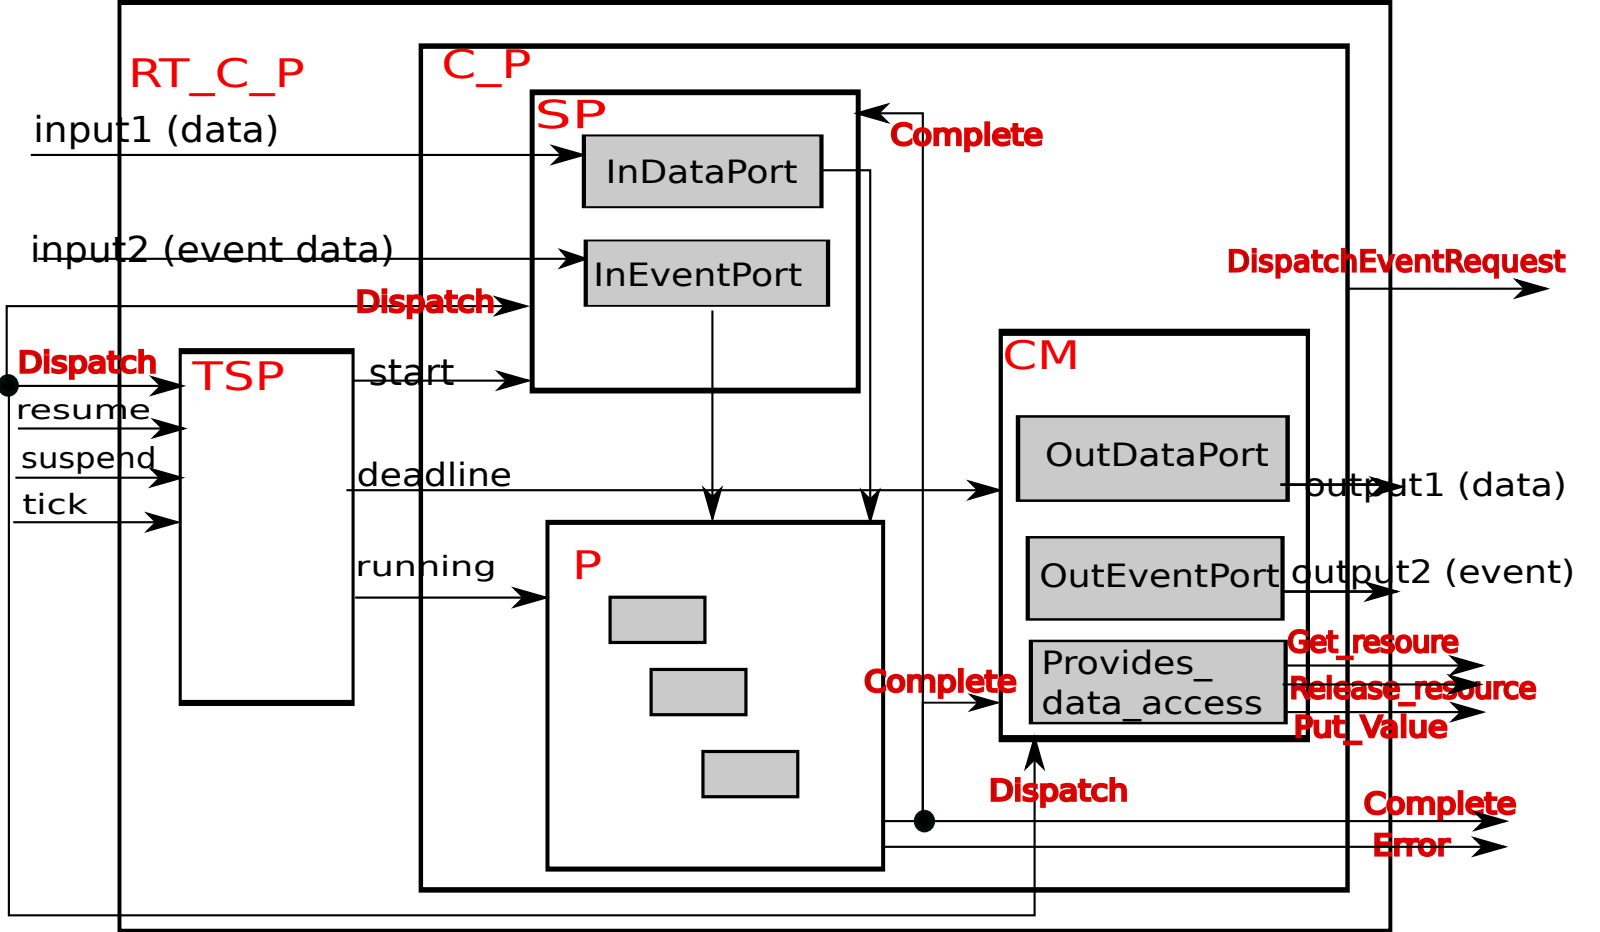 C_P
RT_C_P
SP
input1 (data)
Complete
InDataPort
input2 (event data)
InEventPort
DispatchEventRequest
Dispatch
Dispatch
TSP
start
CM
resume
suspend
deadline
OutDataPort
output1 (data)
tick
running
P
OutEventPort
output2 (event)
Get_resoure
Provides_
data_access
Complete
Release_resource
Put_Value
Dispatch
Complete
Error